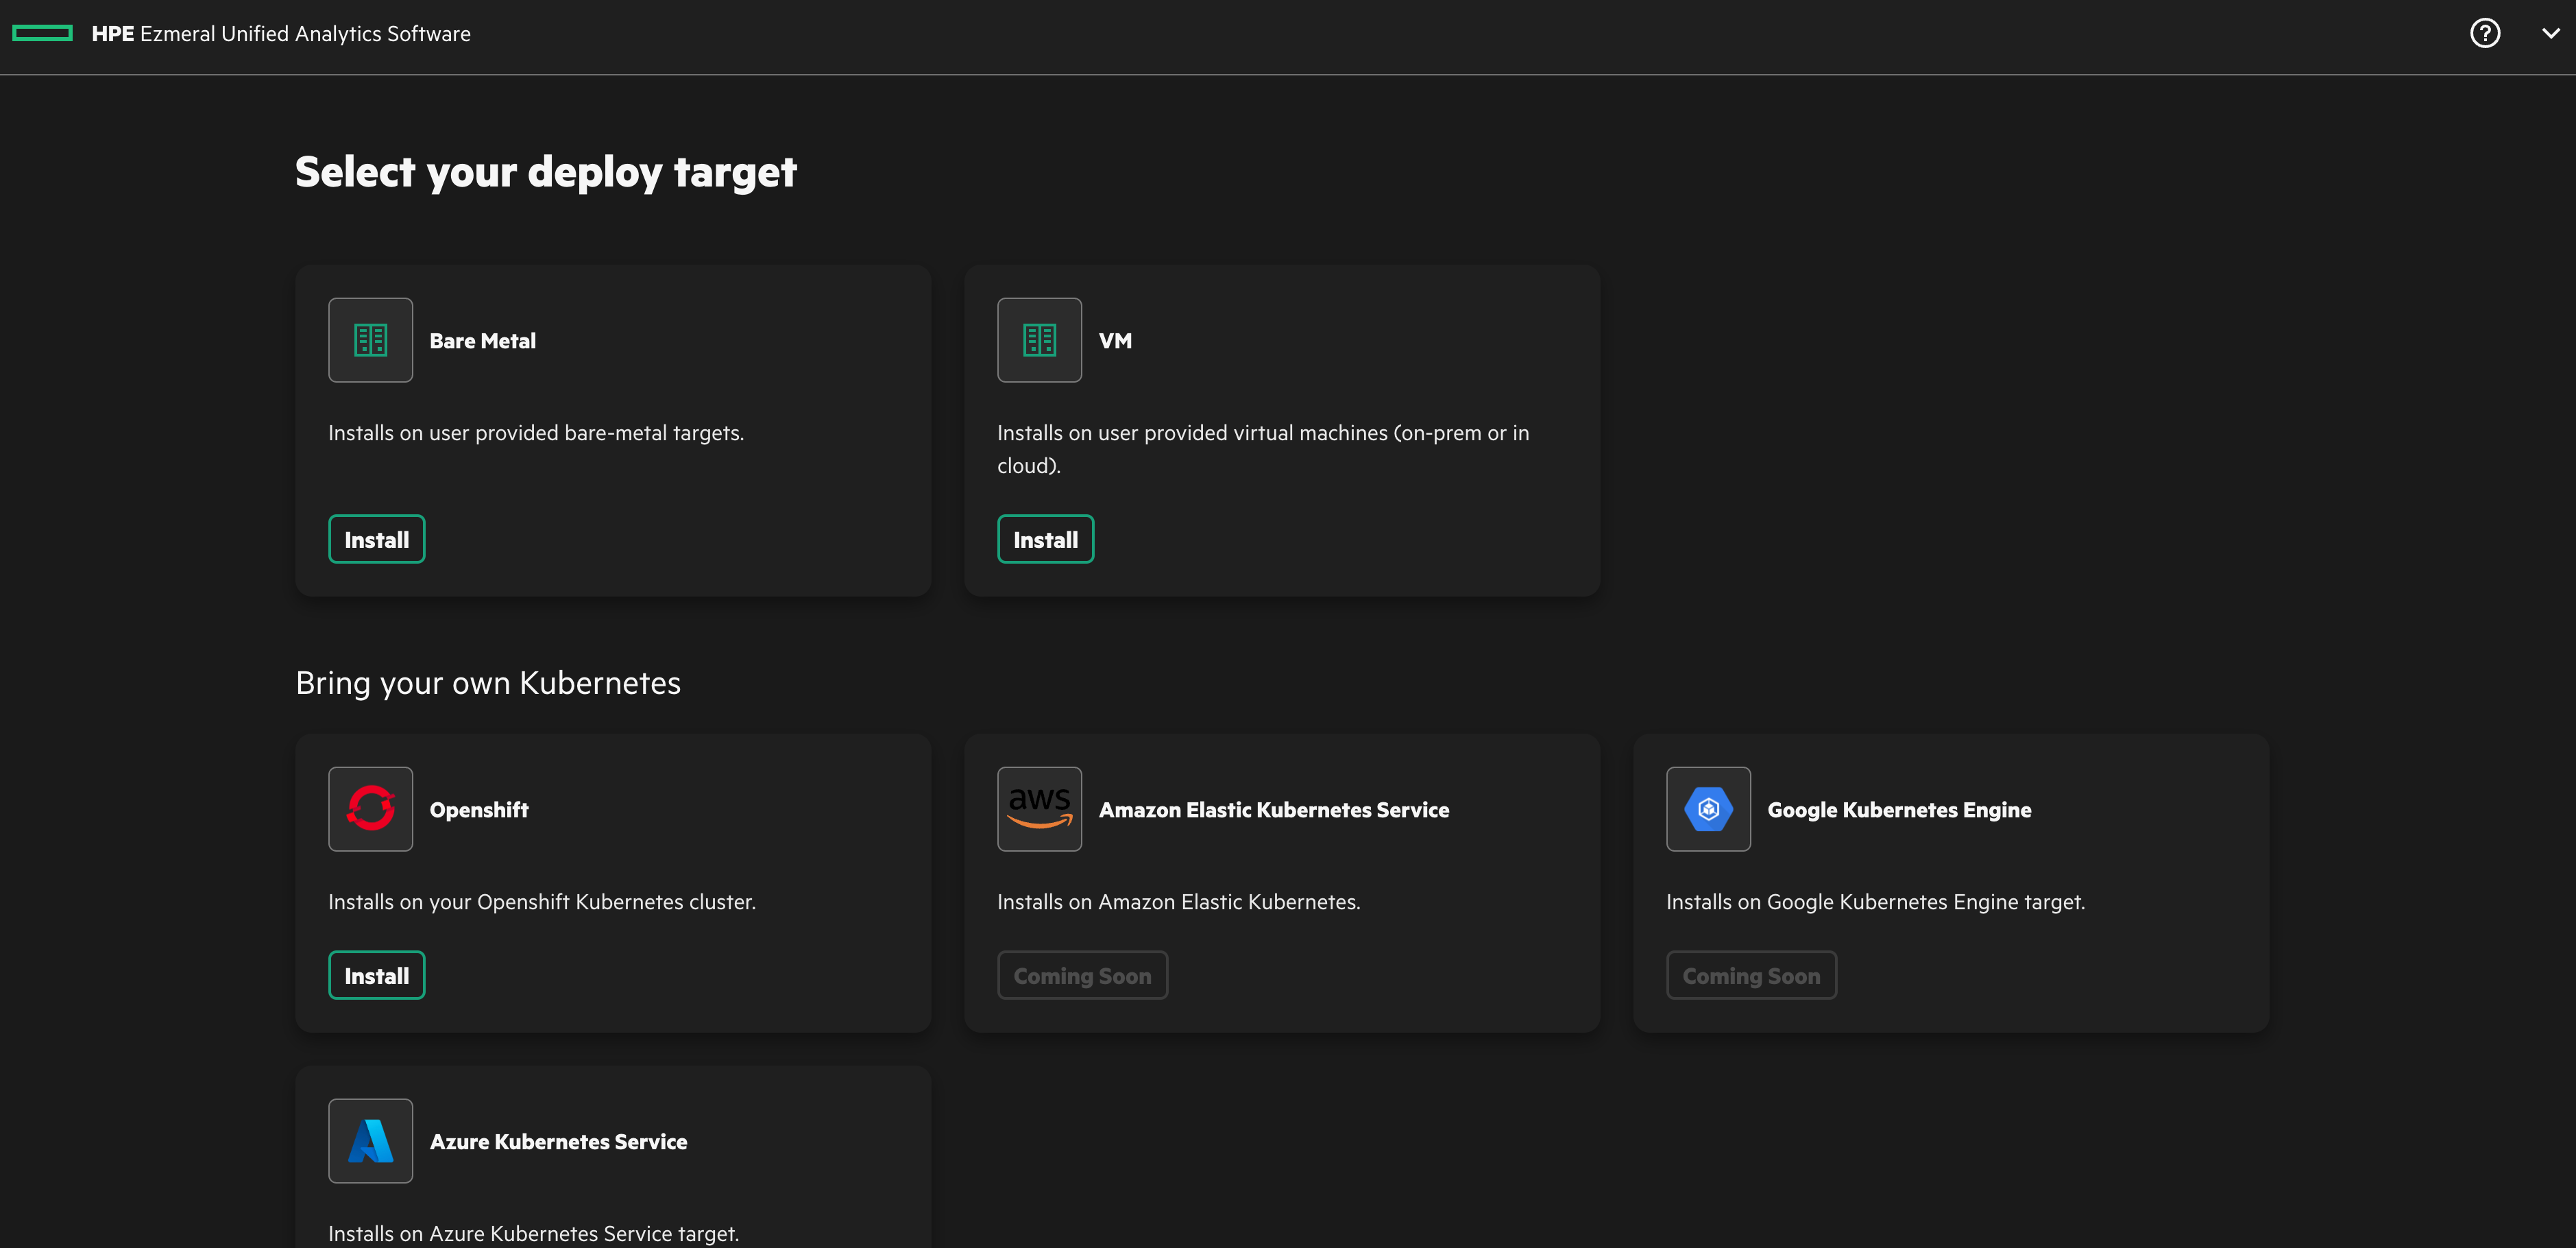 HPE Ezmeral Unified Analytics Software
Select your deploy target
Bare Metal
Installs on user provided bare-metal targets.
Install
VM
Installs on user provided virtual machines (on-prem or in
cloud).
Install
Bring your own Kubernetes
Openshift
Installs on your Openshift Kubernetes cluster.
Install
aws
Amazon Elastic Kubernetes Service
Installs on Amazon Elastic Kubernetes.
Coming Soon
Google Kubernetes Engine
Installs on Google Kubernetes Engine target.
Coming Soon
Azure Kubernetes Service
Installs on Azure Kubernetes Service target.